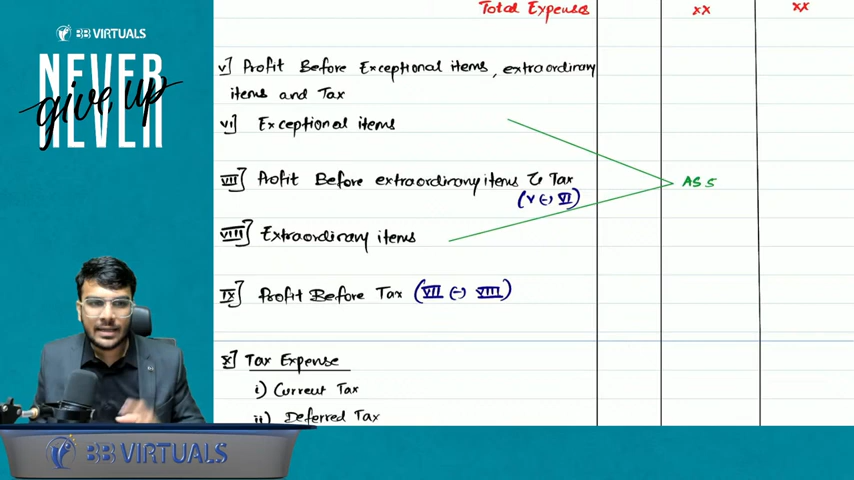 Total Expenses
xx
xx
BB VIRTUALS
NEVER
give up
NEVER
V] Profit Before Exceptional items, extraordinary
items and Tax
VI] Exceptional items
VII] Profit Before extraordinary items & Tax
(V (-) VI)
AS 5
VIII] Extraordinary items
IX] Profit Before Tax (VII (-) VIII)
X] Tax Expense
i) Current Tax
ii) Deferred Tax
BB VIRTUALS